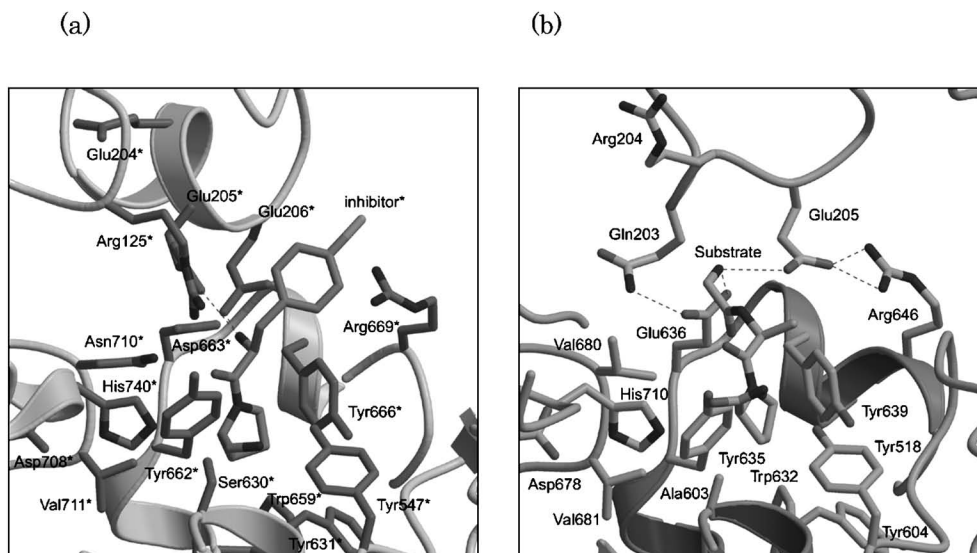 (a)
Glu204*
Glu205*
Glu206*
inhibitor*
Arg125*
Arg669*
Asn710*
Asp663*
His740*
Tyr666*
Asp708*
Tyr662*
Ser630*
Val711*
Trp659*
Tyr547*
Tyr631*
(b)
Arg204
Glu205
Gln203
Substrate
Arg646
Glu636
Val680
His710
Tyr639
Tyr518
Tyr635
Trp632
Asp678
Ala603
Val681
Tyr604